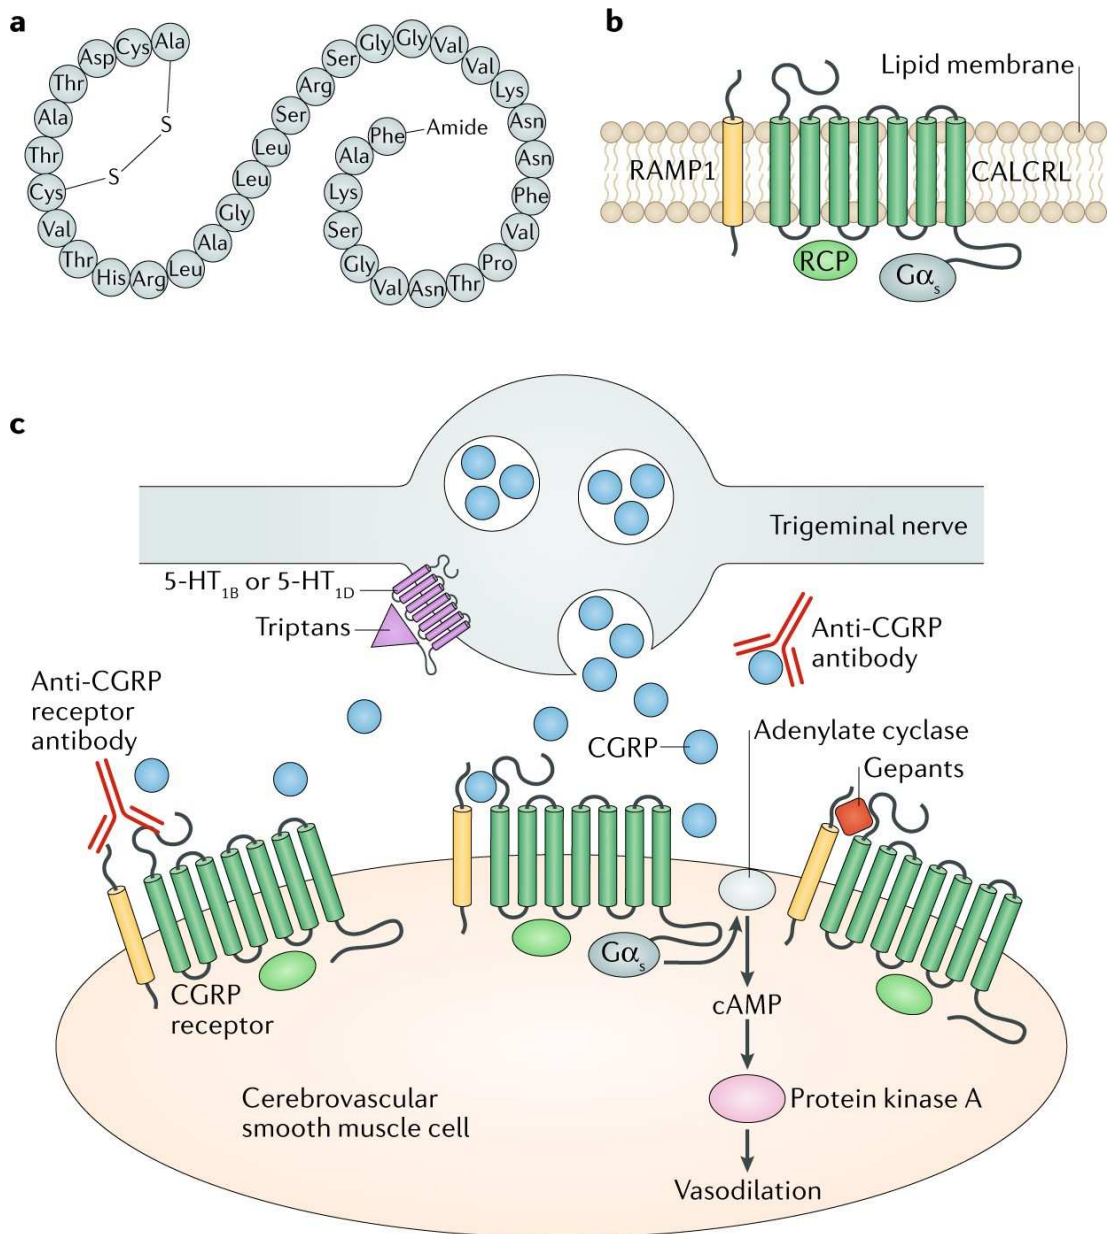 a
Ala
Cys
Asp
Thr
Ala
Thr
Cys
Val
Thr
His
Arg
Leu
Ala
Gly
Leu
Leu
Ser
Arg
Ser
Gly
Gly
Val
Val
Lys
Asn
Asn
Phe
Val
Pro
Thr
Asn
Val
Gly
Ser
Lys
Ala
Phe
Amide
S
S
b
Lipid membrane
RAMP1
CALCRL
RCP
Gαs
c
Trigeminal nerve
5-HT1B or 5-HT1D
Triptans
Anti-CGRP
antibody
Anti-CGRP
receptor
antibody
CGRP
Adenylate cyclase
Gepants
Gαs
CGRP
receptor
cAMP
Cerebrovascular
smooth muscle cell
Protein kinase A
Vasodilation